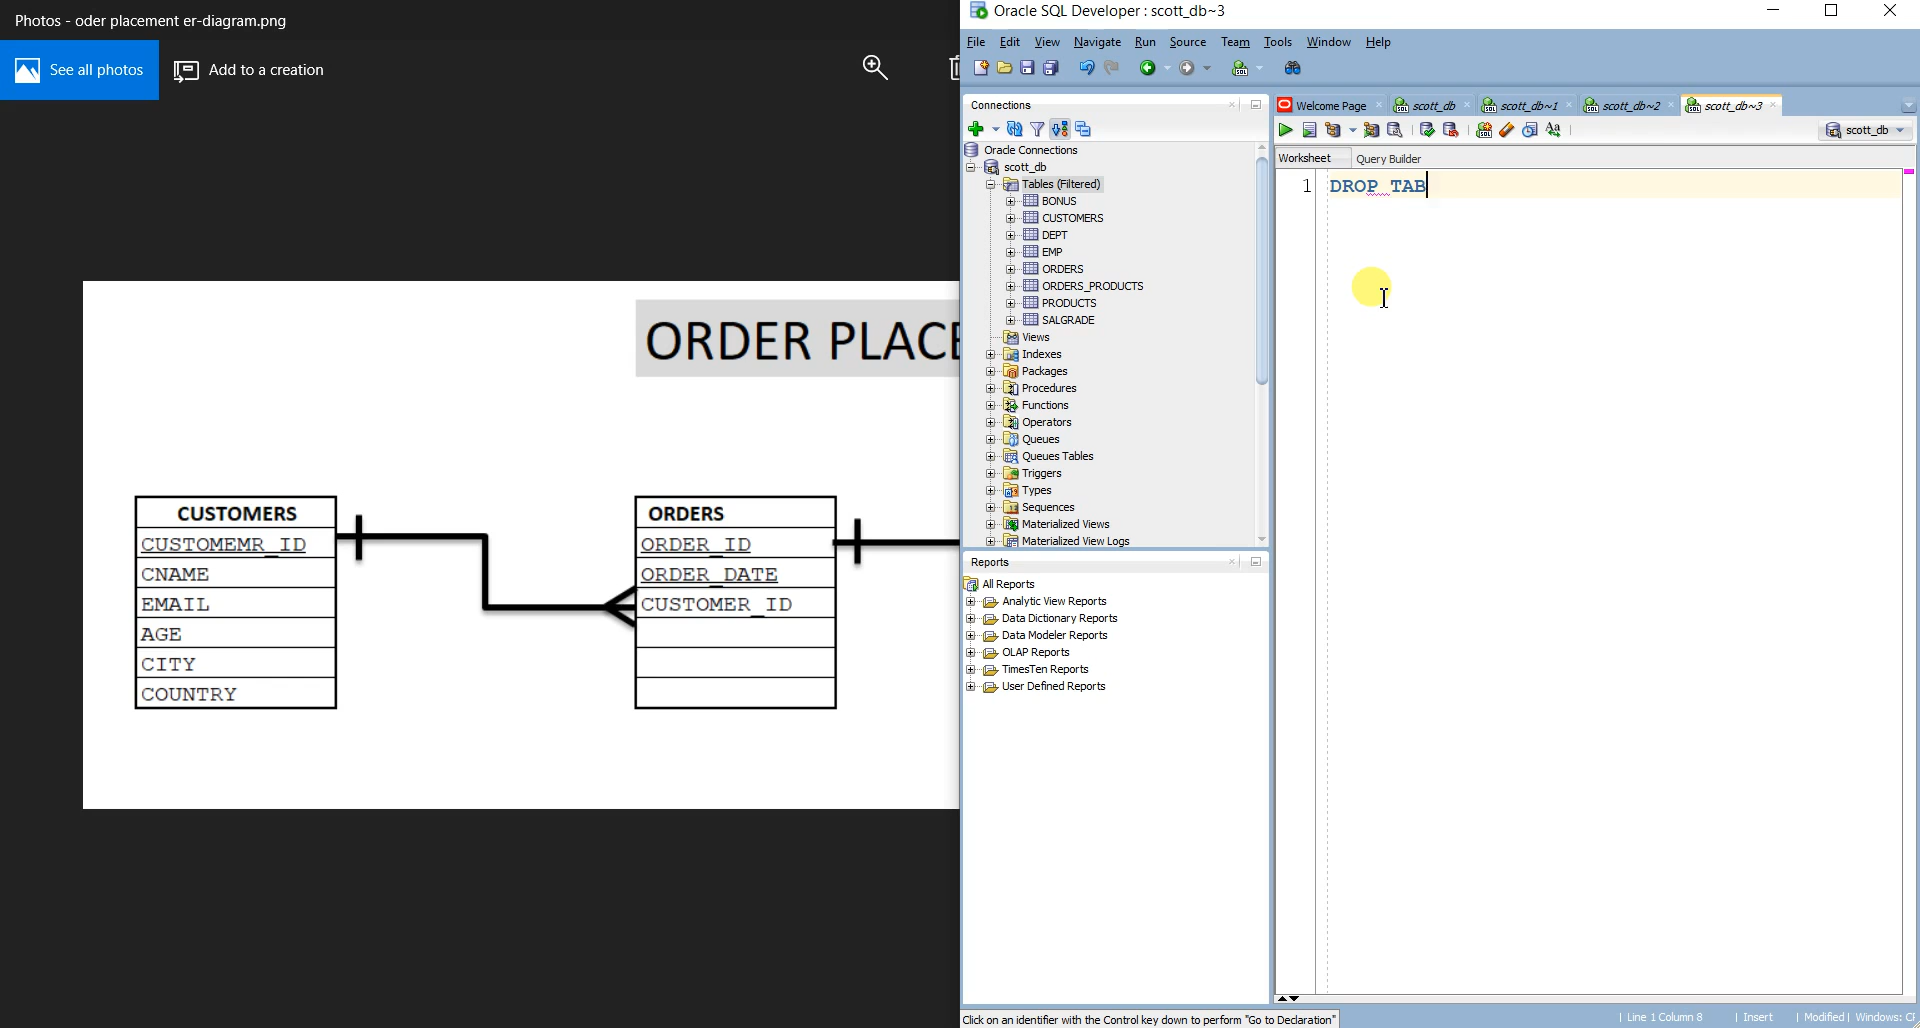 Photos - oder placement er-diagram.png
See all photos
Add to a creation
ORDER PLACE
CUSTOMERS
CUSTOMEMR_ID
CNAME
EMAIL
AGE
CITY
COUNTRY
ORDERS
ORDER_ID
ORDER_DATE
CUSTOMER_ID
Oracle SQL Developer : scott_db~3
File Edit View Navigate Run Source Team Tools Window Help
Connections
Oracle Connections
scott_db
Tables (Filtered)
BONUS
CUSTOMERS
DEPT
EMP
ORDERS
ORDERS_PRODUCTS
PRODUCTS
SALGRADE
Views
Indexes
Packages
Procedures
Functions
Operators
Queues
Queues Tables
Triggers
Types
Sequences
Materialized Views
Materialized View Logs
Reports
All Reports
Analytic View Reports
Data Dictionary Reports
Data Modeler Reports
OLAP Reports
TimesTen Reports
User Defined Reports
Welcome Page scott_db scott_db~1 scott_db~2 scott_db~3
scott_db
Worksheet Query Builder
1 DROP TAB
Click on an identifier with the Control key down to perform "Go to Declaration"
Line 1 Column 8 Insert Modified Windows: